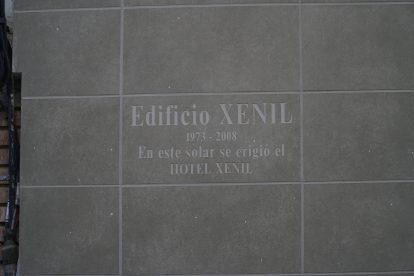 Edificio XENIL
1973 - 2008
En este solar se erigió el
HOTEL XENIL